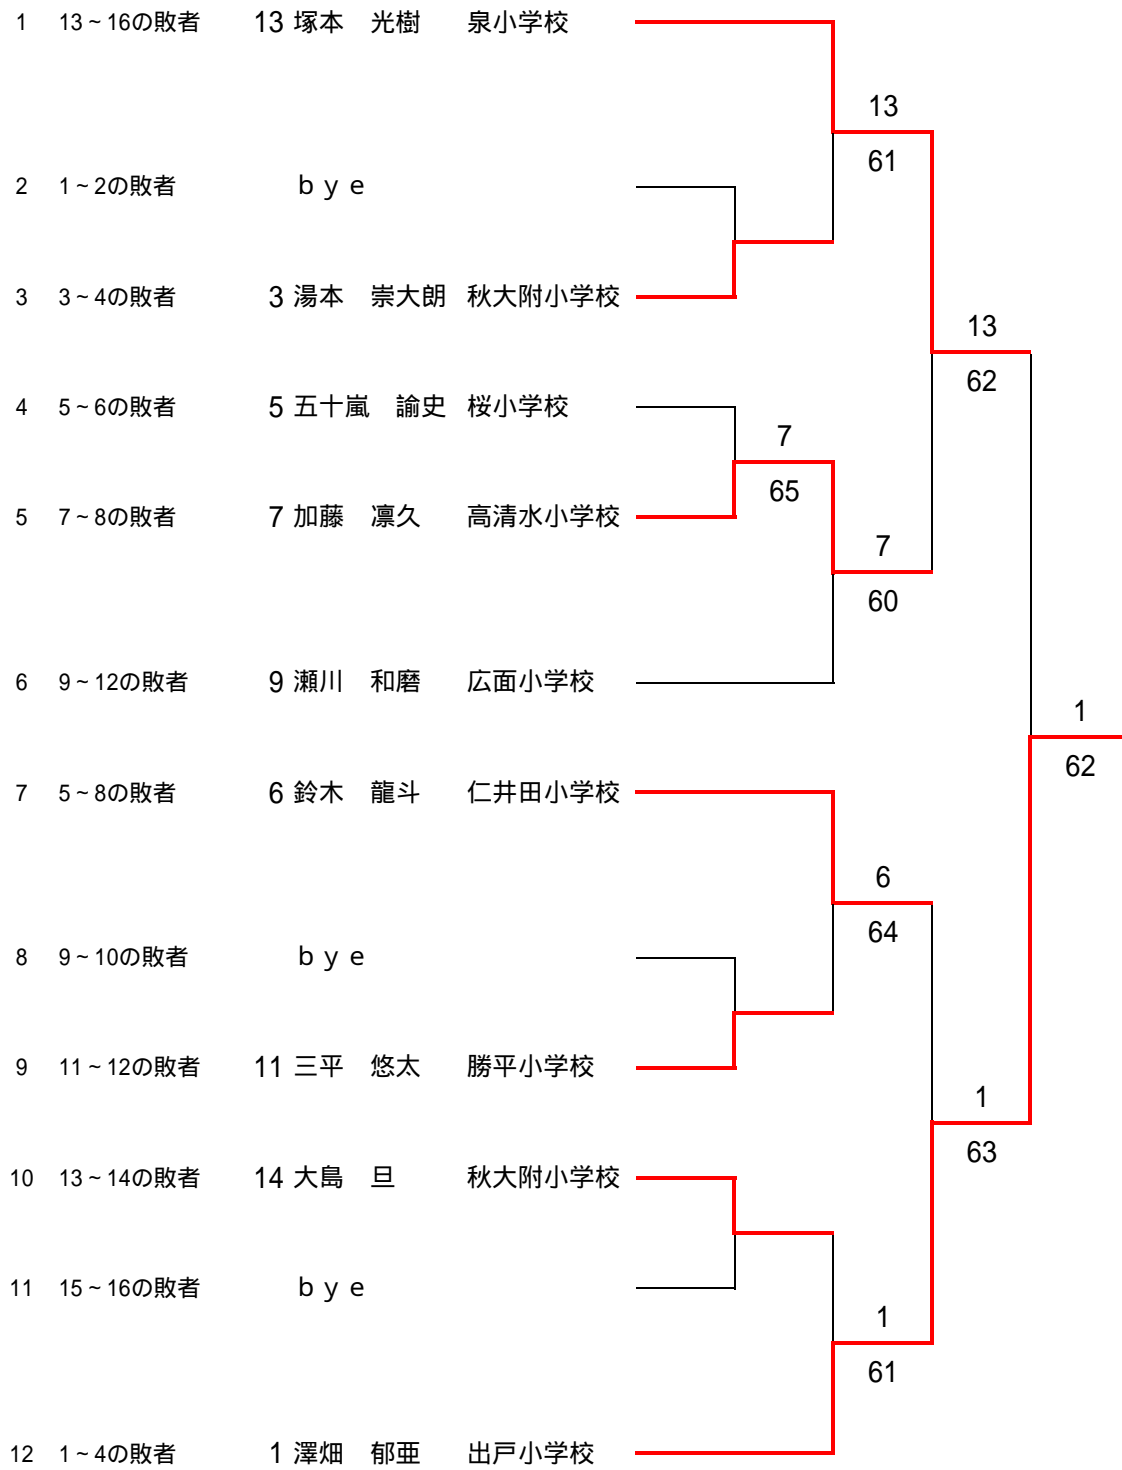 1 13～16の敗者 13 塚本 光樹 泉小学校
13
61
2 1～2の敗者 ｂｙｅ
3 3～4の敗者 3 湯本 崇大朗 秋大附小学校
13
62
4 5～6の敗者 5 五十嵐 諭史 桜小学校
7
65
5 7～8の敗者 7 加藤 凛久 高清水小学校
7
60
6 9～12の敗者 9 瀬川 和磨 広面小学校
1
62
7 5～8の敗者 6 鈴木 龍斗 仁井田小学校
6
64
8 9～10の敗者 ｂｙｅ
9 11～12の敗者 11 三平 悠太 勝平小学校
1
63
10 13～14の敗者 14 大島 旦 秋大附小学校
11 15～16の敗者 ｂｙｅ
1
61
12 1～4の敗者 1 澤畑 郁亜 出戸小学校